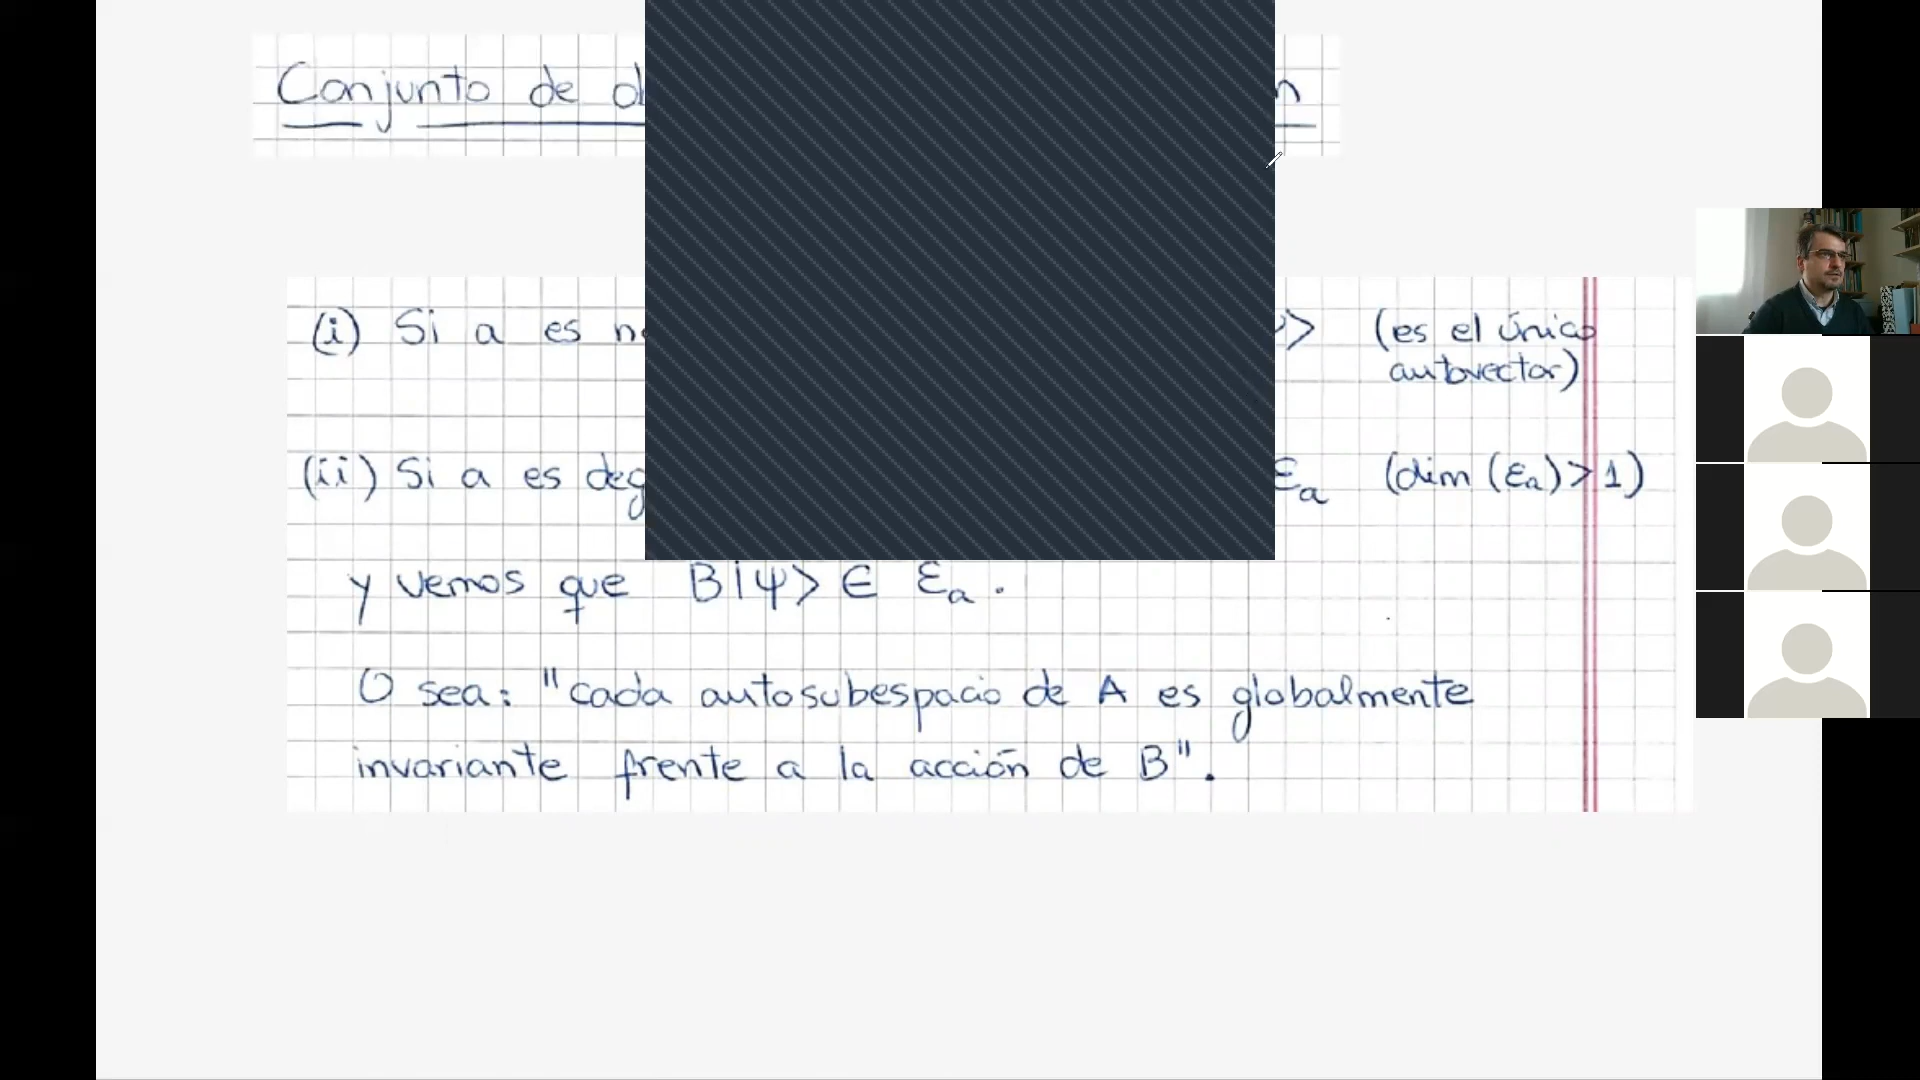 Conjunto de
(i) Si a es (es el único
autovector)
(ii) Si a es εa (dim (εa) > 1)
y vemos que B|ψ> ∈ εa.
O sea: "cada autosubespacio de A es globalmente
invariante frente a la acción de B".